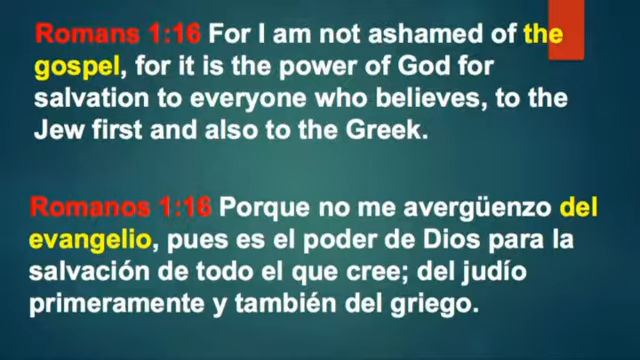 Romans 1:16 For I am not ashamed of the
gospel, for it is the power of God for
salvation to everyone who believes, to the
Jew first and also to the Greek.
Romanos 1:16 Porque no me avergüenzo del
evangelio, pues es el poder de Dios para la
salvación de todo el que cree; del judío
primeramente y también del griego.